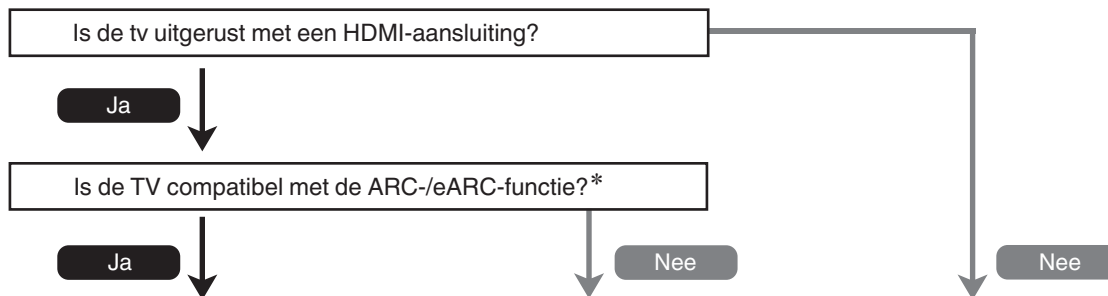 Is de tv uitgerust met een HDMI-aansluiting?
Ja
Is de TV compatibel met de ARC-/eARC-functie?*
Ja
Nee
Nee